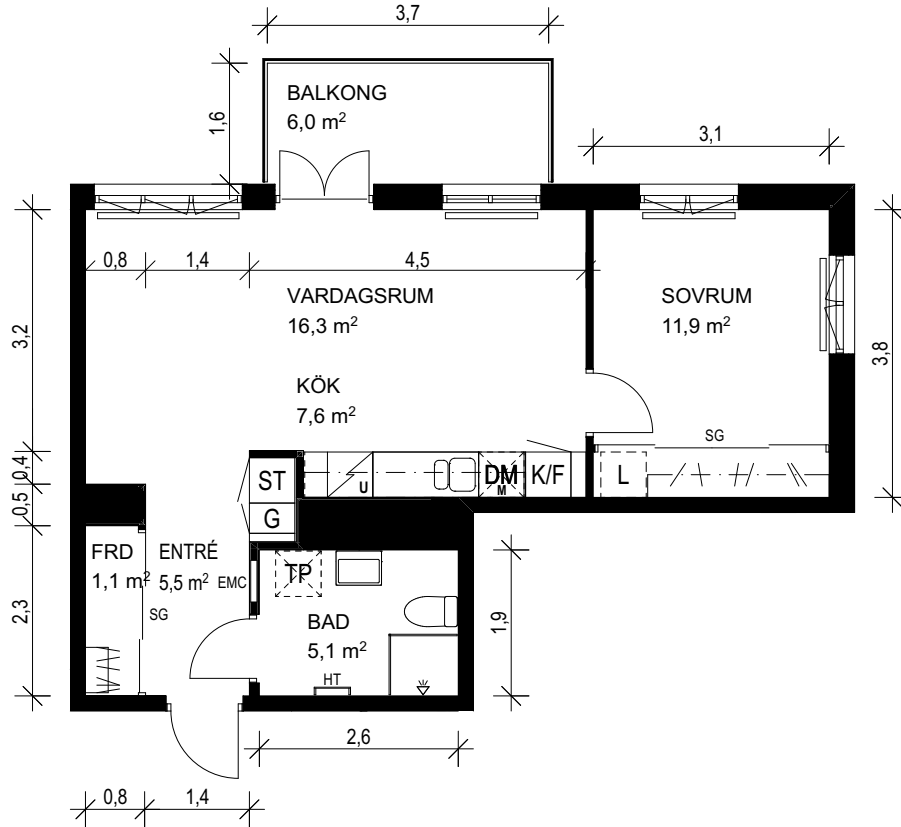 3,7
BALKONG
6,0 m²
1,6
3,1
0,8
1,4
4,5
VARDAGSRUM
16,3 m²
SOVRUM
11,9 m²
3,2
3,8
KÖK
7,6 m²
SG
0,4
ST
U
DM
M
K/F
L
0,5
G
FRD
1,1 m²
ENTRÉ
5,5 m²
EMC
TP
SG
2,3
BAD
5,1 m²
1,9
HT
2,6
0,8
1,4